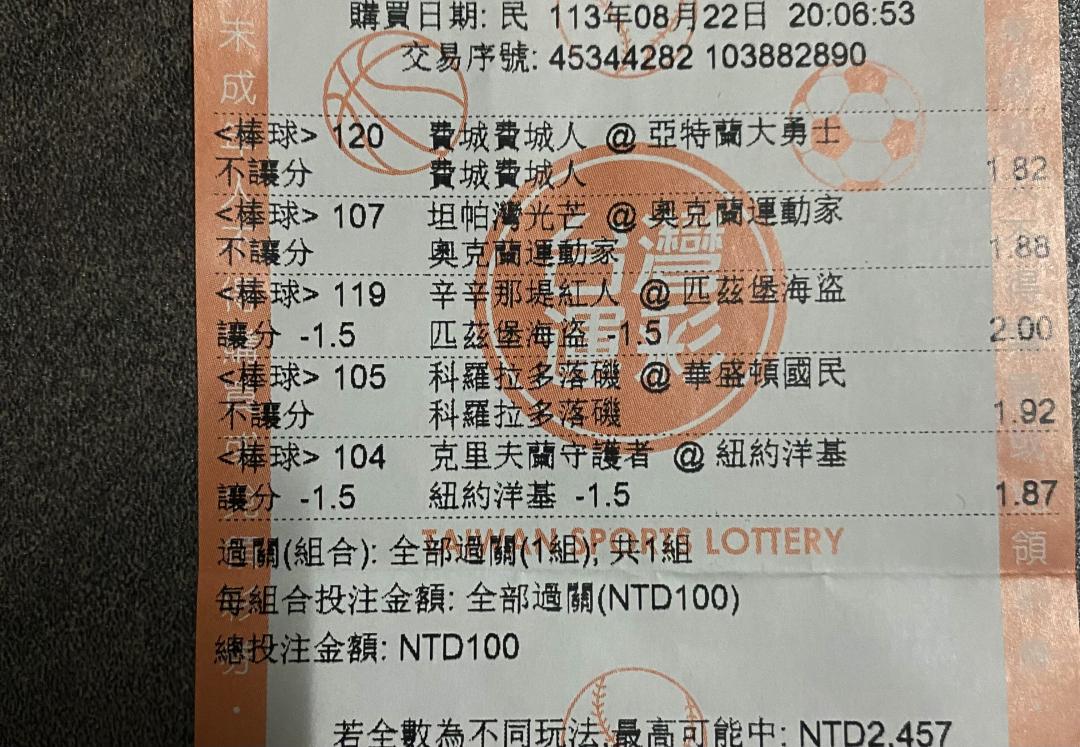 購買日期: 民 113年08月22日 20:06:53
交易序號: 45344282 103882890
<棒球> 120 費城費城人 @ 亞特蘭大勇士
不讓分 費城費城人 1.82
<棒球> 107 坦帕灣光芒 @ 奧克蘭運動家
不讓分 奧克蘭運動家 1.88
<棒球> 119 辛辛那堤紅人 @ 匹茲堡海盜
讓分 -1.5 匹茲堡海盜 -1.5 2.00
<棒球> 105 科羅拉多落磯 @ 華盛頓國民
不讓分 科羅拉多落磯 1.92
<棒球> 104 克里夫蘭守護者 @ 紐約洋基
讓分 -1.5 紐約洋基 -1.5 1.87
TAIWAN SPORTS LOTTERY
過關(組合): 全部過關(1組); 共1組
每組合投注金額: 全部過關(NTD100)
總投注金額: NTD100
若全數為不同玩法,最高可能中: NTD2,457
台灣
運彩
未成年人
領